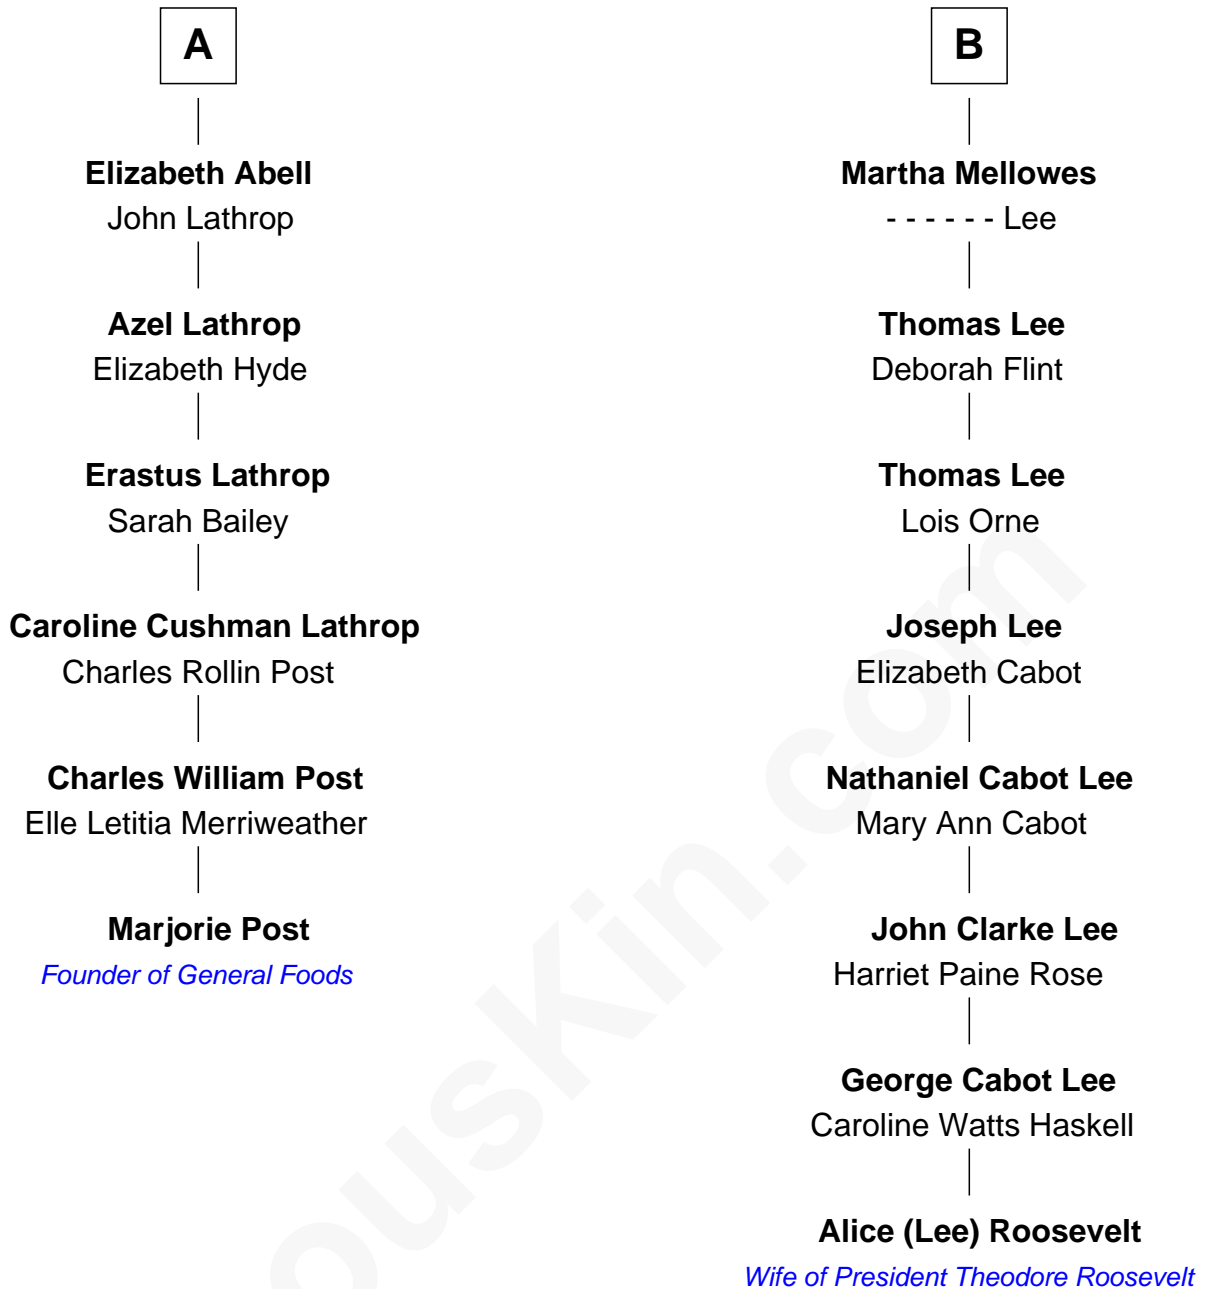 A
Elizabeth Abell
John Lathrop
Azel Lathrop
Elizabeth Hyde
Erastus Lathrop
Sarah Bailey
Caroline Cushman Lathrop
Charles Rollin Post
Charles William Post
Elle Letitia Merriweather
Marjorie Post
Founder of General Foods
B
Martha Mellowes
- - - - - - Lee
Thomas Lee
Deborah Flint
Thomas Lee
Lois Orne
Joseph Lee
Elizabeth Cabot
Nathaniel Cabot Lee
Mary Ann Cabot
John Clarke Lee
Harriet Paine Rose
George Cabot Lee
Caroline Watts Haskell
Alice (Lee) Roosevelt
Wife of President Theodore Roosevelt
ousKin.com